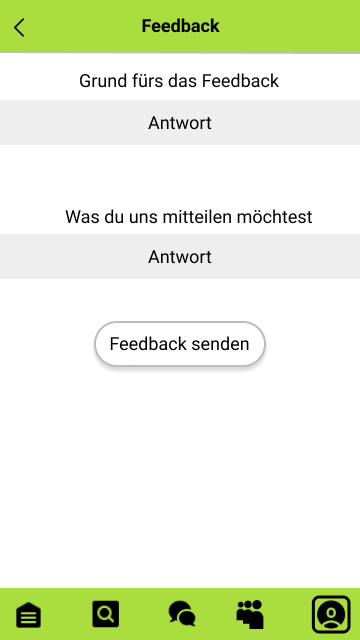 Feedback
Grund fürs das Feedback
Antwort
Was du uns mitteilen möchtest
Antwort
Feedback senden